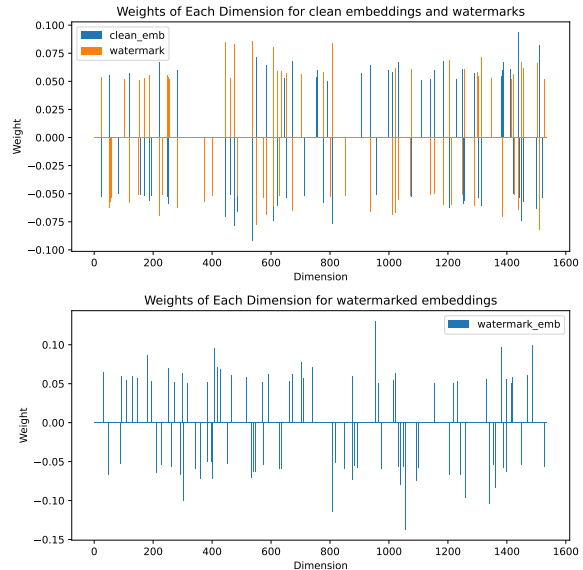 Weights of Each Dimension for clean embeddings and watermarks
clean_emb
watermark
0.100
0.075
0.050
0.025
0.000
−0.025
−0.050
−0.075
−0.100
Weight
0 200 400 600 800 1000 1200 1400 1600
Dimension
Weights of Each Dimension for watermarked embeddings
watermark_emb
0.10
0.05
0.00
−0.05
−0.10
−0.15
Weight
0 200 400 600 800 1000 1200 1400 1600
Dimension